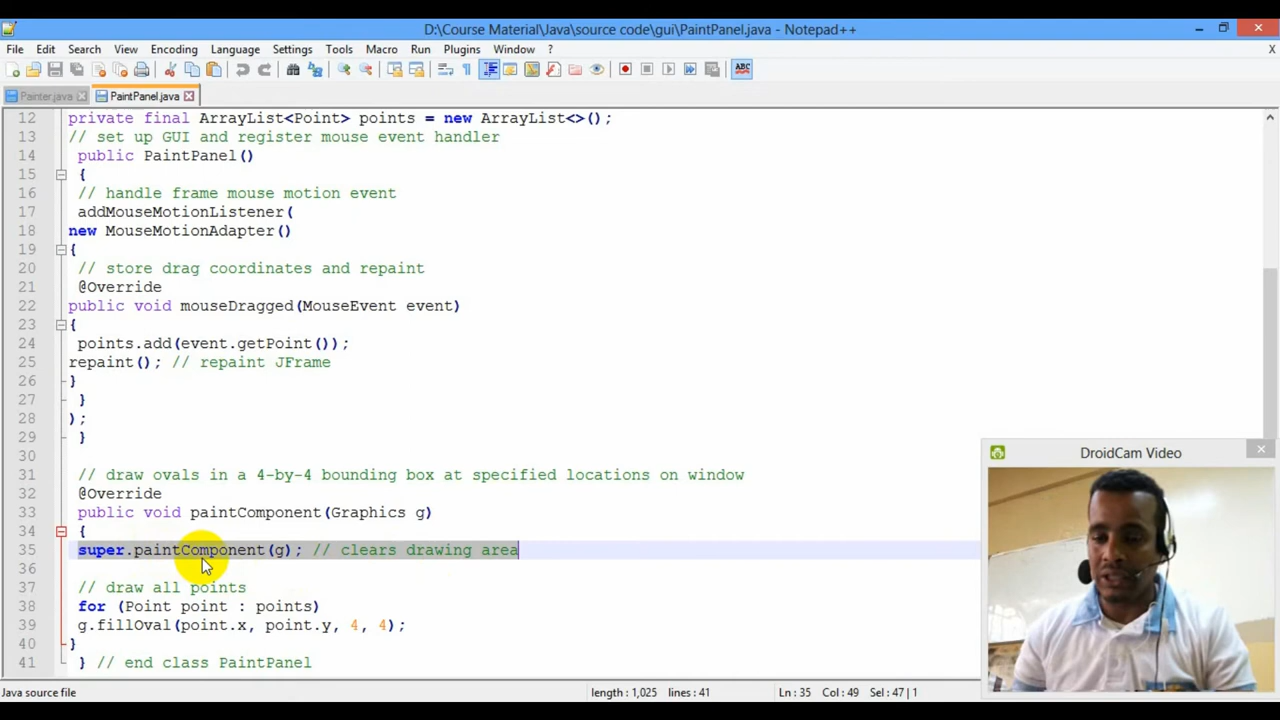 D:\Course Material\Java\source code\gui\PaintPanel.java - Notepad++
File Edit Search View Encoding Language Settings Tools Macro Run Plugins Window ? X
ABC
Painter.java PaintPanel.java
12 private final ArrayList<Point> points = new ArrayList<>();
13 // set up GUI and register mouse event handler
14 public PaintPanel()
15 {
16 // handle frame mouse motion event
17 addMouseMotionListener(
18 new MouseMotionAdapter()
19 {
20 // store drag coordinates and repaint
21 @Override
22 public void mouseDragged(MouseEvent event)
23 {
24 points.add(event.getPoint());
25 repaint(); // repaint JFrame
26 }
27 }
28 );
29 }
30
31 // draw ovals in a 4-by-4 bounding box at specified locations on window
32 @Override
33 public void paintComponent(Graphics g)
34 {
35 super.paintComponent(g); // clears drawing area
36
37 // draw all points
38 for (Point point : points)
39 g.fillOval(point.x, point.y, 4, 4);
40 }
41 } // end class PaintPanel
DroidCam Video
Java source file length : 1,025 lines : 41 Ln : 35 Col : 49 Sel : 47 | 1